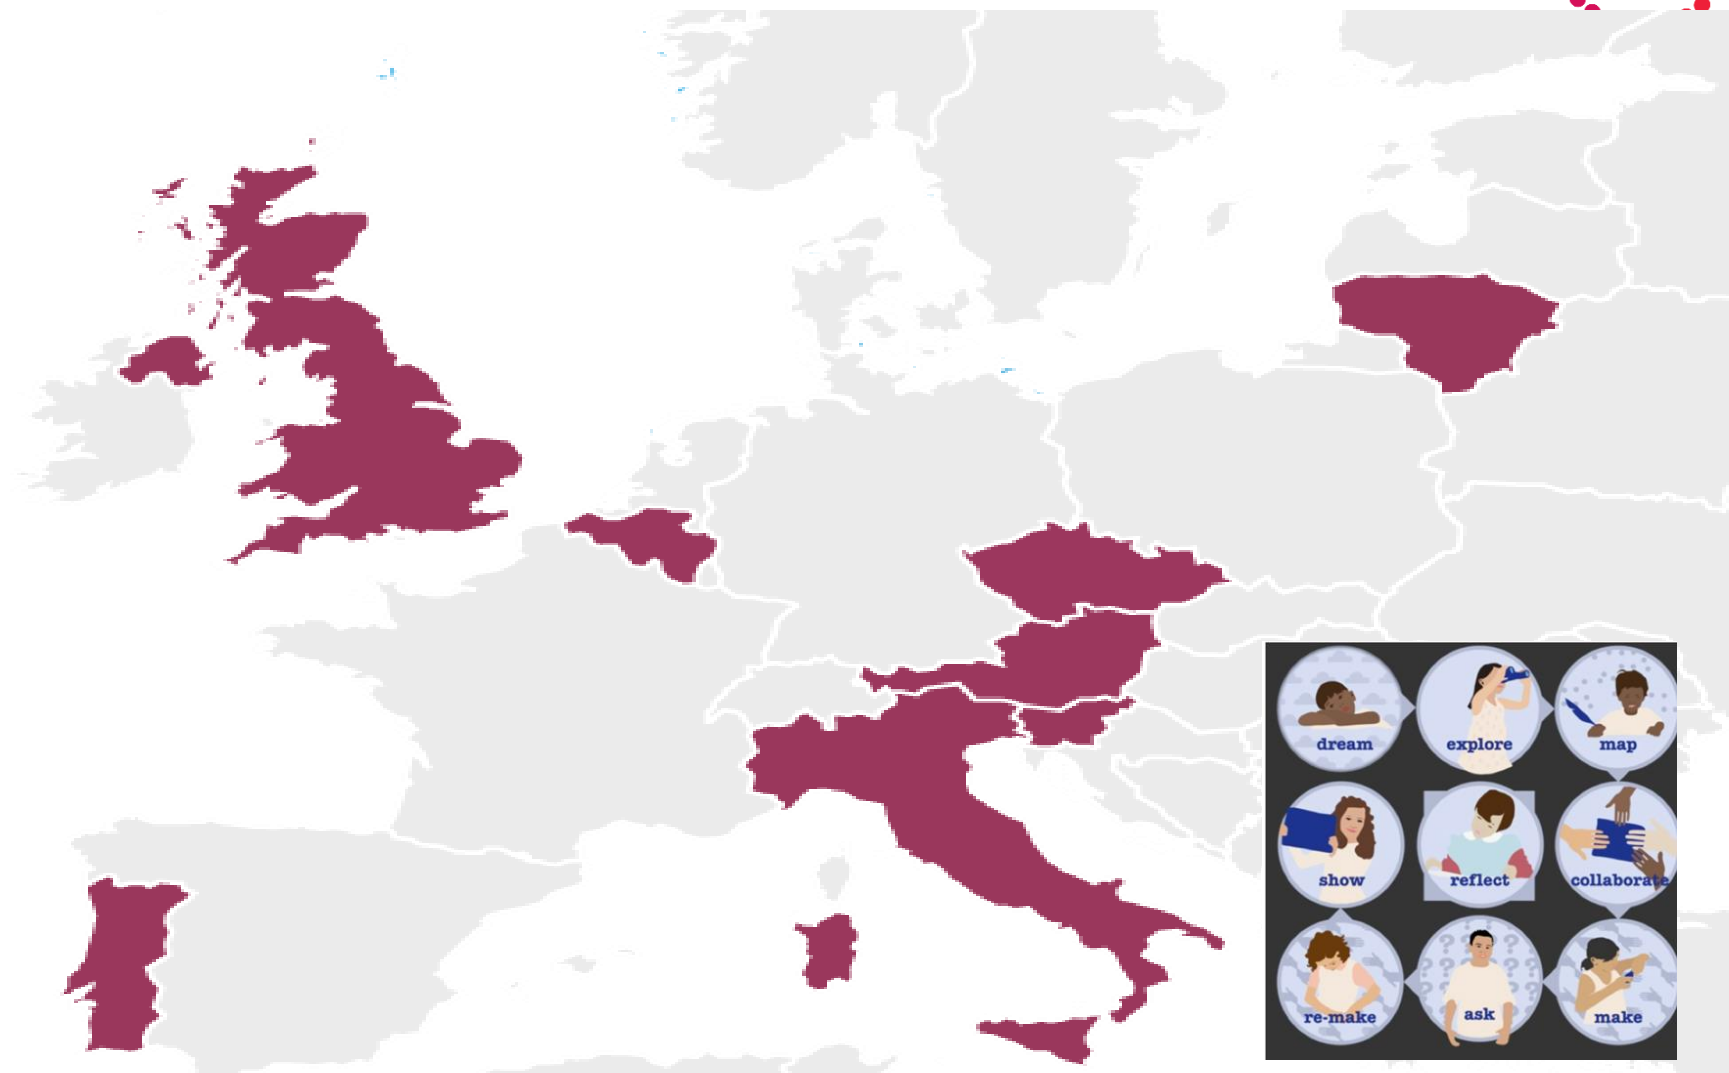 dream
explore
map
show
reflect
collaborate
re-make
ask
make